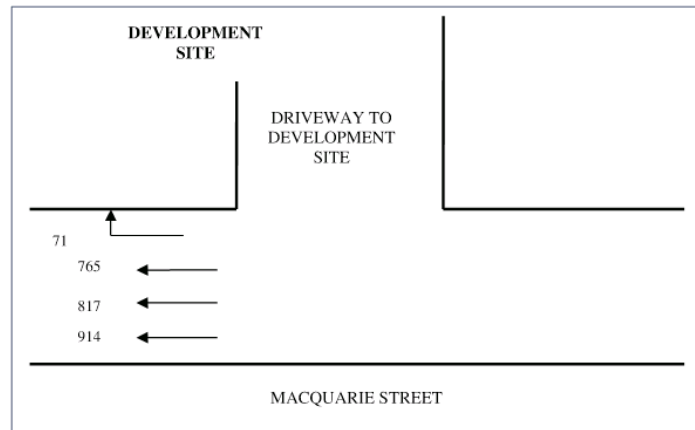 DEVELOPMENT
SITE
DRIVEWAY TO
DEVELOPMENT
SITE
71
765
817
914
MACQUARIE STREET